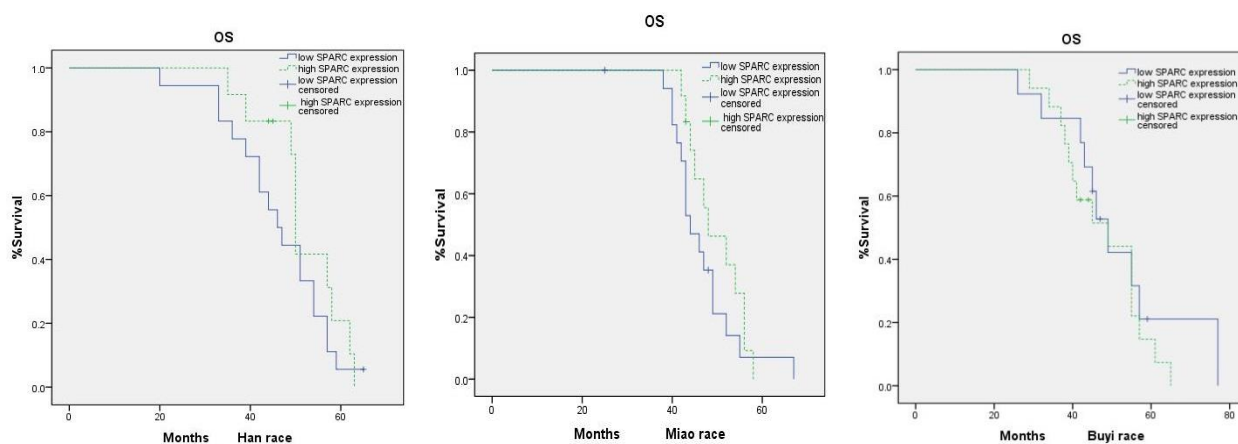 OS
low SPARC expression
high SPARC expression
low SPARC expression
censored
high SPARC expression
censored
%Survival
1.0
0.8
0.6
0.4
0.2
0.0
0 20 40 60
Months Han race
OS
low SPARC expression
high SPARC expression
low SPARC expression
censored
high SPARC expression
censored
%Survival
1.0
0.8
0.6
0.4
0.2
0.0
0 20 40 60
Months Miao race
OS
low SPARC expression
high SPARC expression
low SPARC expression
censored
high SPARC expression
censored
%Survival
1.0
0.8
0.6
0.4
0.2
0.0
0 20 40 60 80
Months Buyi race